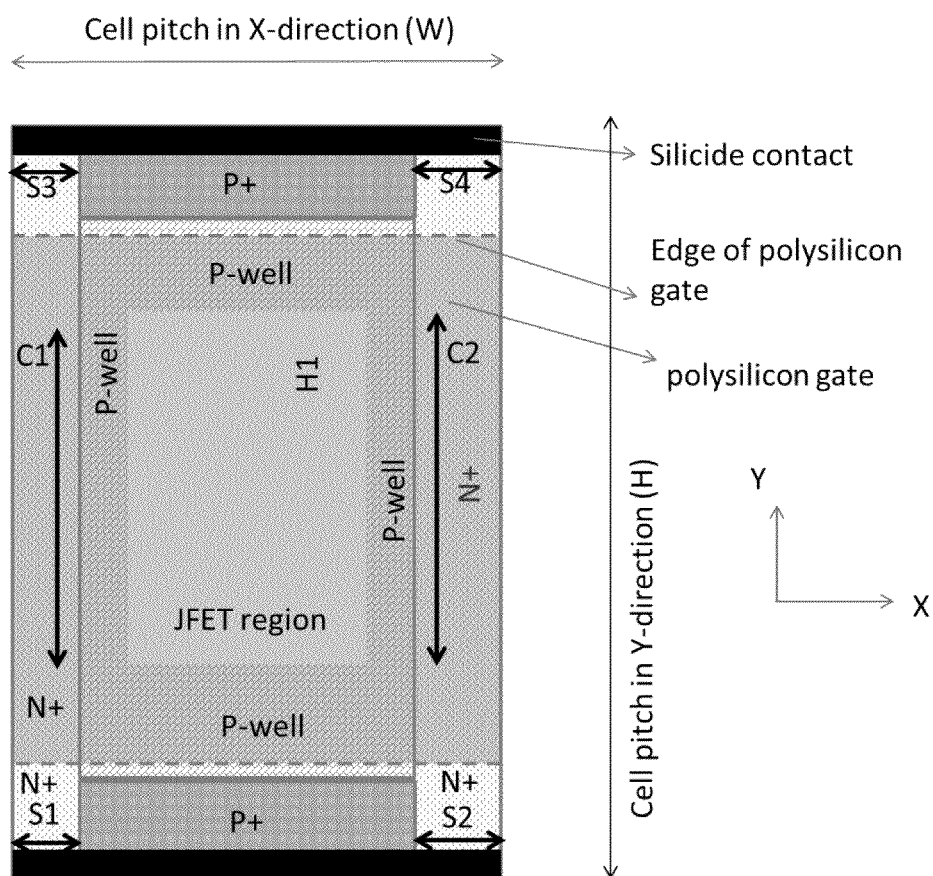 Cell pitch in X-direction (W)
Silicide contact
S3
P+
S4
Edge of polysilicon
gate
P-well
polysilicon gate
C1
P-well
H1
C2
P-well
N+
Cell pitch in Y-direction (H)
Y
X
JFET region
N+
P-well
N+
S1
P+
N+
S2